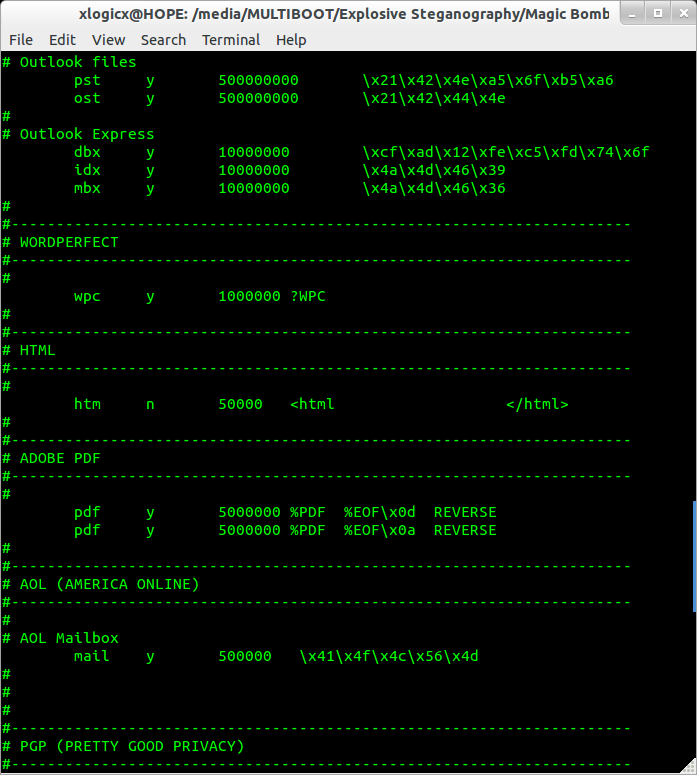 xlogicx@HOPE: /media/MULTIBOOT/Explosive Steganography/Magic Bomb
File Edit View Search Terminal Help
# Outlook files
        pst     y       500000000       \x21\x42\x4e\xa5\x6f\xb5\xa6
        ost     y       500000000       \x21\x42\x44\x4e
#
# Outlook Express
        dbx     y       10000000        \xcf\xad\x12\xfe\xc5\xfd\x74\x6f
        idx     y       10000000        \x4a\x4d\x46\x39
        mbx     y       10000000        \x4a\x4d\x46\x36
#
#---------------------------------------------------------------------
# WORDPERFECT
#---------------------------------------------------------------------
#
        wpc     y       1000000 ?WPC
#
#---------------------------------------------------------------------
# HTML
#---------------------------------------------------------------------
#
        htm     n       50000   <html                   </html>
#
#---------------------------------------------------------------------
# ADOBE PDF
#---------------------------------------------------------------------
#
        pdf     y       5000000 %PDF  %EOF\x0d  REVERSE
        pdf     y       5000000 %PDF  %EOF\x0a  REVERSE
#
#---------------------------------------------------------------------
# AOL (AMERICA ONLINE)
#---------------------------------------------------------------------
#
# AOL Mailbox
        mail    y       500000   \x41\x4f\x4c\x56\x4d
#
#
#
#---------------------------------------------------------------------
# PGP (PRETTY GOOD PRIVACY)
#---------------------------------------------------------------------